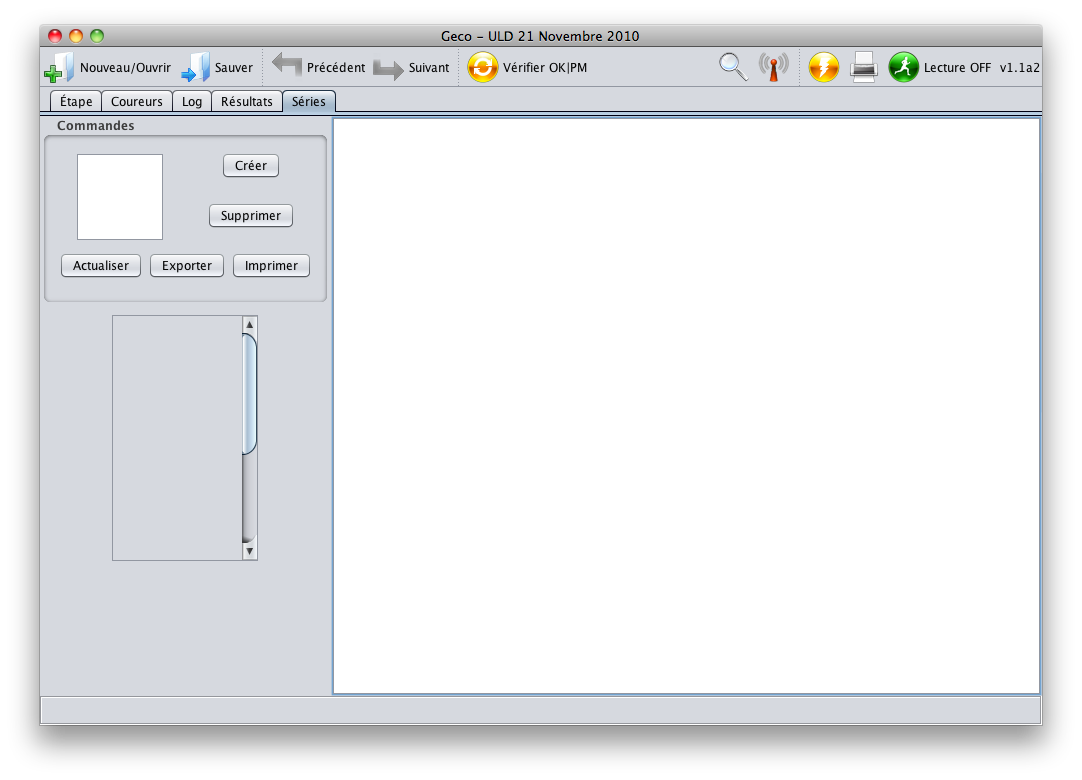 Geco – ULD 21 Novembre 2010
Nouveau/Ouvrir Sauver Précédent Suivant Vérifier OK|PM Lecture OFF v1.1a2
Étape Coureurs Log Résultats Séries
Commandes
Créer
Supprimer
Actualiser Exporter Imprimer